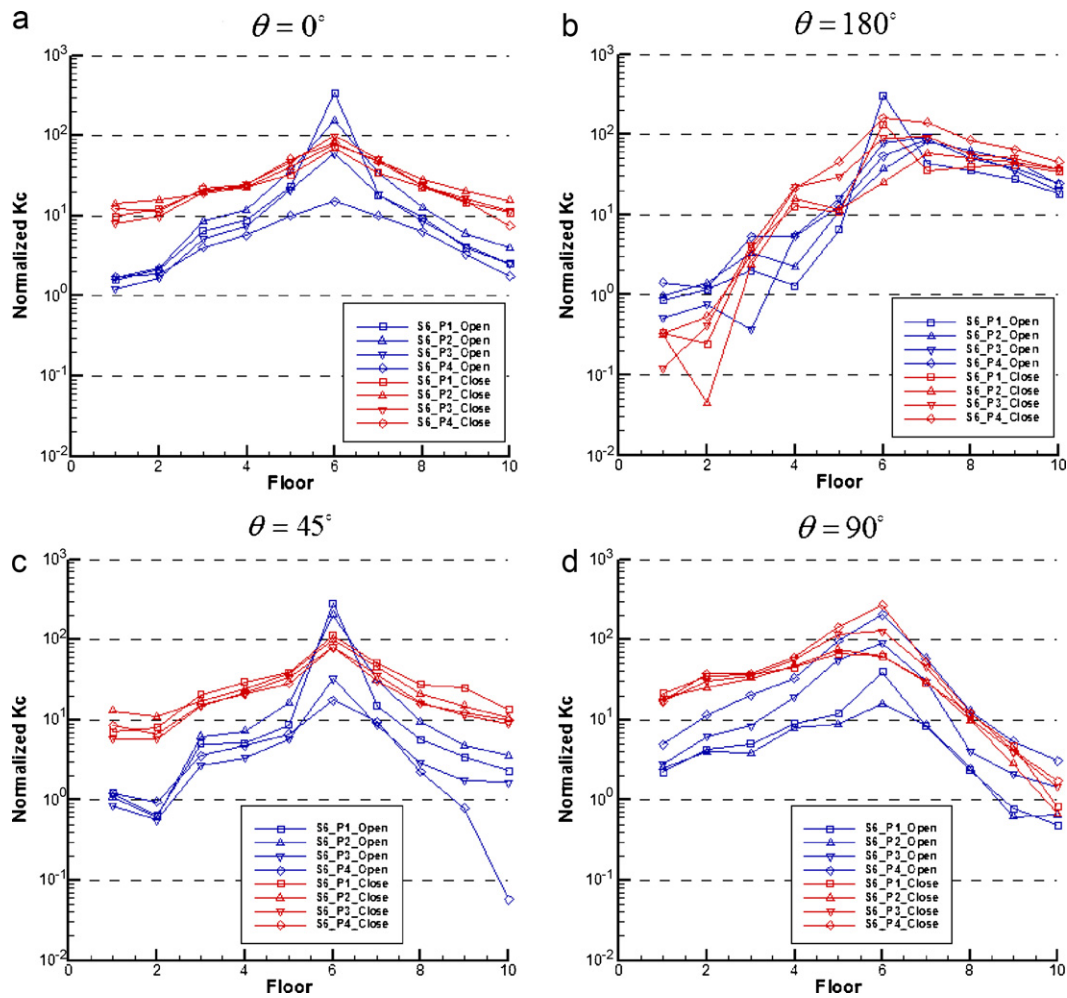 a
θ = 0°
10³
10²
10¹
10⁰
10⁻¹
10⁻²
Normalized Kc
0 2 4 6 8 10
Floor
S6_P1_Open
S6_P2_Open
S6_P3_Open
S6_P4_Open
S6_P1_Close
S6_P2_Close
S6_P3_Close
S6_P4_Close
b
θ = 180°
10³
10²
10¹
10⁰
10⁻¹
10⁻²
Normalized Kc
0 2 4 6 8 10
Floor
S6_P1_Open
S6_P2_Open
S6_P3_Open
S6_P4_Open
S6_P1_Close
S6_P2_Close
S6_P3_Close
S6_P4_Close
c
θ = 45°
10³
10²
10¹
10⁰
10⁻¹
10⁻²
Normalized Kc
0 2 4 6 8 10
Floor
S6_P1_Open
S6_P2_Open
S6_P3_Open
S6_P4_Open
S6_P1_Close
S6_P2_Close
S6_P3_Close
S6_P4_Close
d
θ = 90°
10³
10²
10¹
10⁰
10⁻¹
10⁻²
Normalized Kc
0 2 4 6 8 10
Floor
S6_P1_Open
S6_P2_Open
S6_P3_Open
S6_P4_Open
S6_P1_Close
S6_P2_Close
S6_P3_Close
S6_P4_Close